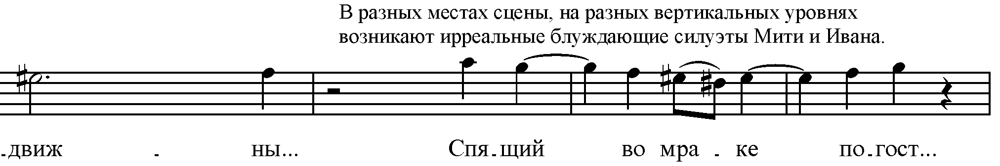 В разных местах сцены, на разных вертикальных уровнях
возникают ирреальные блуждающие силуэты Мити и Ивана.
-движ - ны... Спя-щий во мра - ке по-гост...